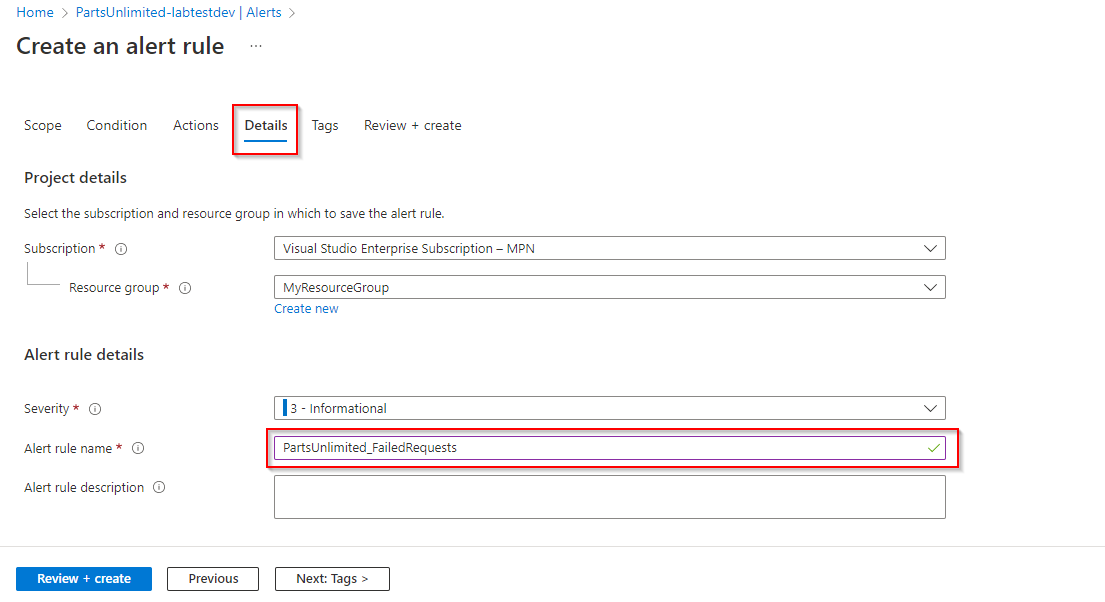 Home > PartsUnlimited-labtestdev | Alerts >
Create an alert rule ...
Scope Condition Actions Details Tags Review + create
Project details
Select the subscription and resource group in which to save the alert rule.
Subscription * Visual Studio Enterprise Subscription – MPN
Resource group * MyResourceGroup
Create new
Alert rule details
Severity * 3 - Informational
Alert rule name * PartsUnlimited_FailedRequests
Alert rule description
Review + create Previous Next: Tags >